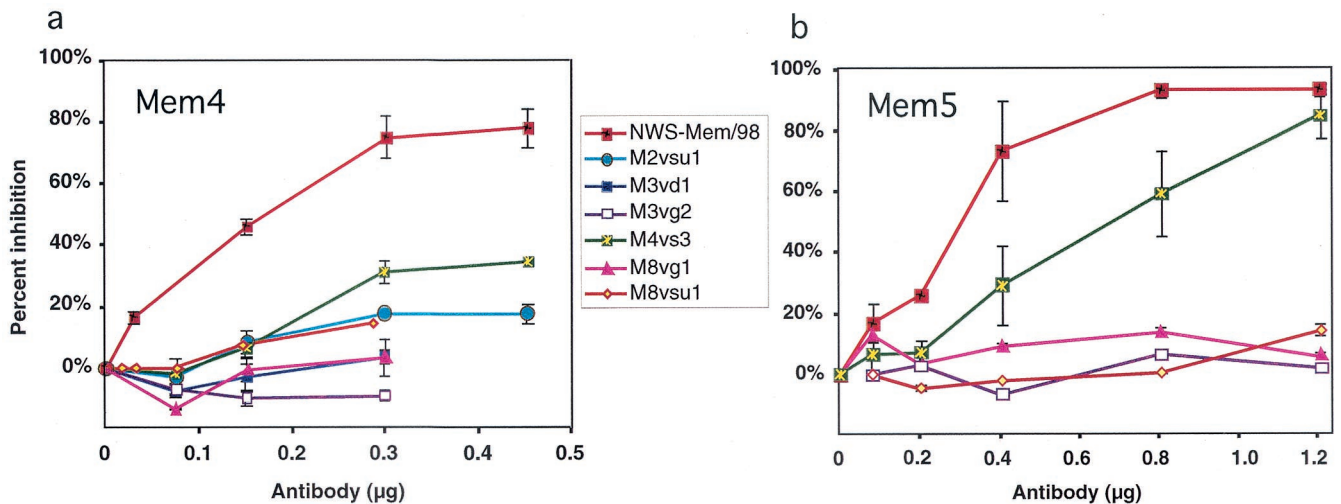 a
Mem4
Percent inhibition
100%
80%
60%
40%
20%
0%
0
0.1
0.2
0.3
0.4
0.5
Antibody (µg)
NWS-Mem/98
M2vsu1
M3vd1
M3vg2
M4vs3
M8vg1
M8vsu1
b
Mem5
100%
80%
60%
40%
20%
0%
0
0.2
0.4
0.6
0.8
1.0
1.2
Antibody (µg)